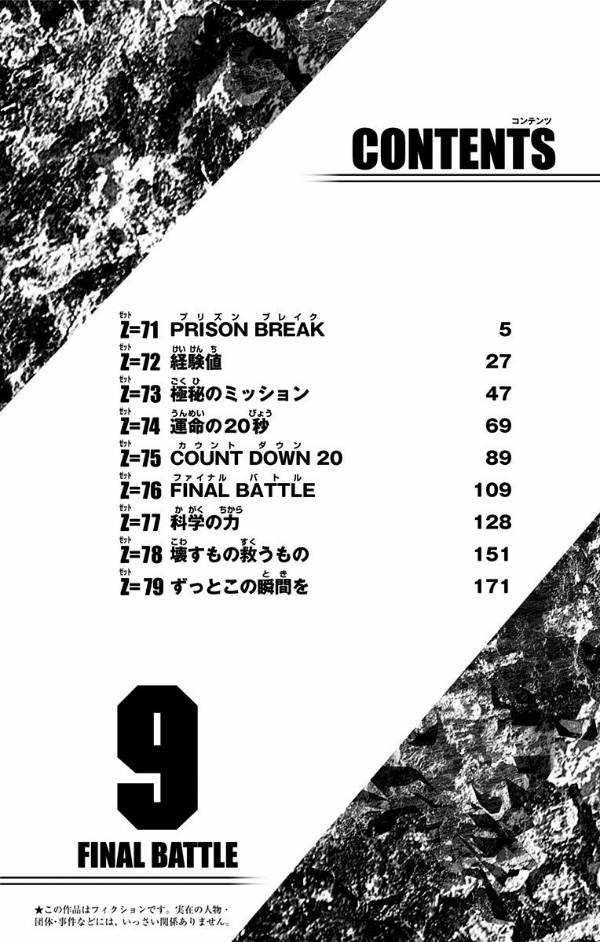 コンテンツ
CONTENTS
ゼット プリズン ブレイク
Z=71 PRISON BREAK 5
ゼット けいけんち
Z=72 経験値 27
ゼット ごくひ
Z=73 極秘のミッション 47
ゼット うんめい びょう
Z=74 運命の20秒 69
ゼット カウント ダウン
Z=75 COUNT DOWN 20 89
ゼット ファイナル バトル
Z=76 FINAL BATTLE 109
ゼット かがく ちから
Z=77 科学の力 128
ゼット こわ すく
Z=78 壊すもの救うもの 151
ゼット とき
Z=79 ずっとこの瞬間を 171
9
FINAL BATTLE
★この作品はフィクションです。実在の人物・
団体・事件などには、いっさい関係ありません。